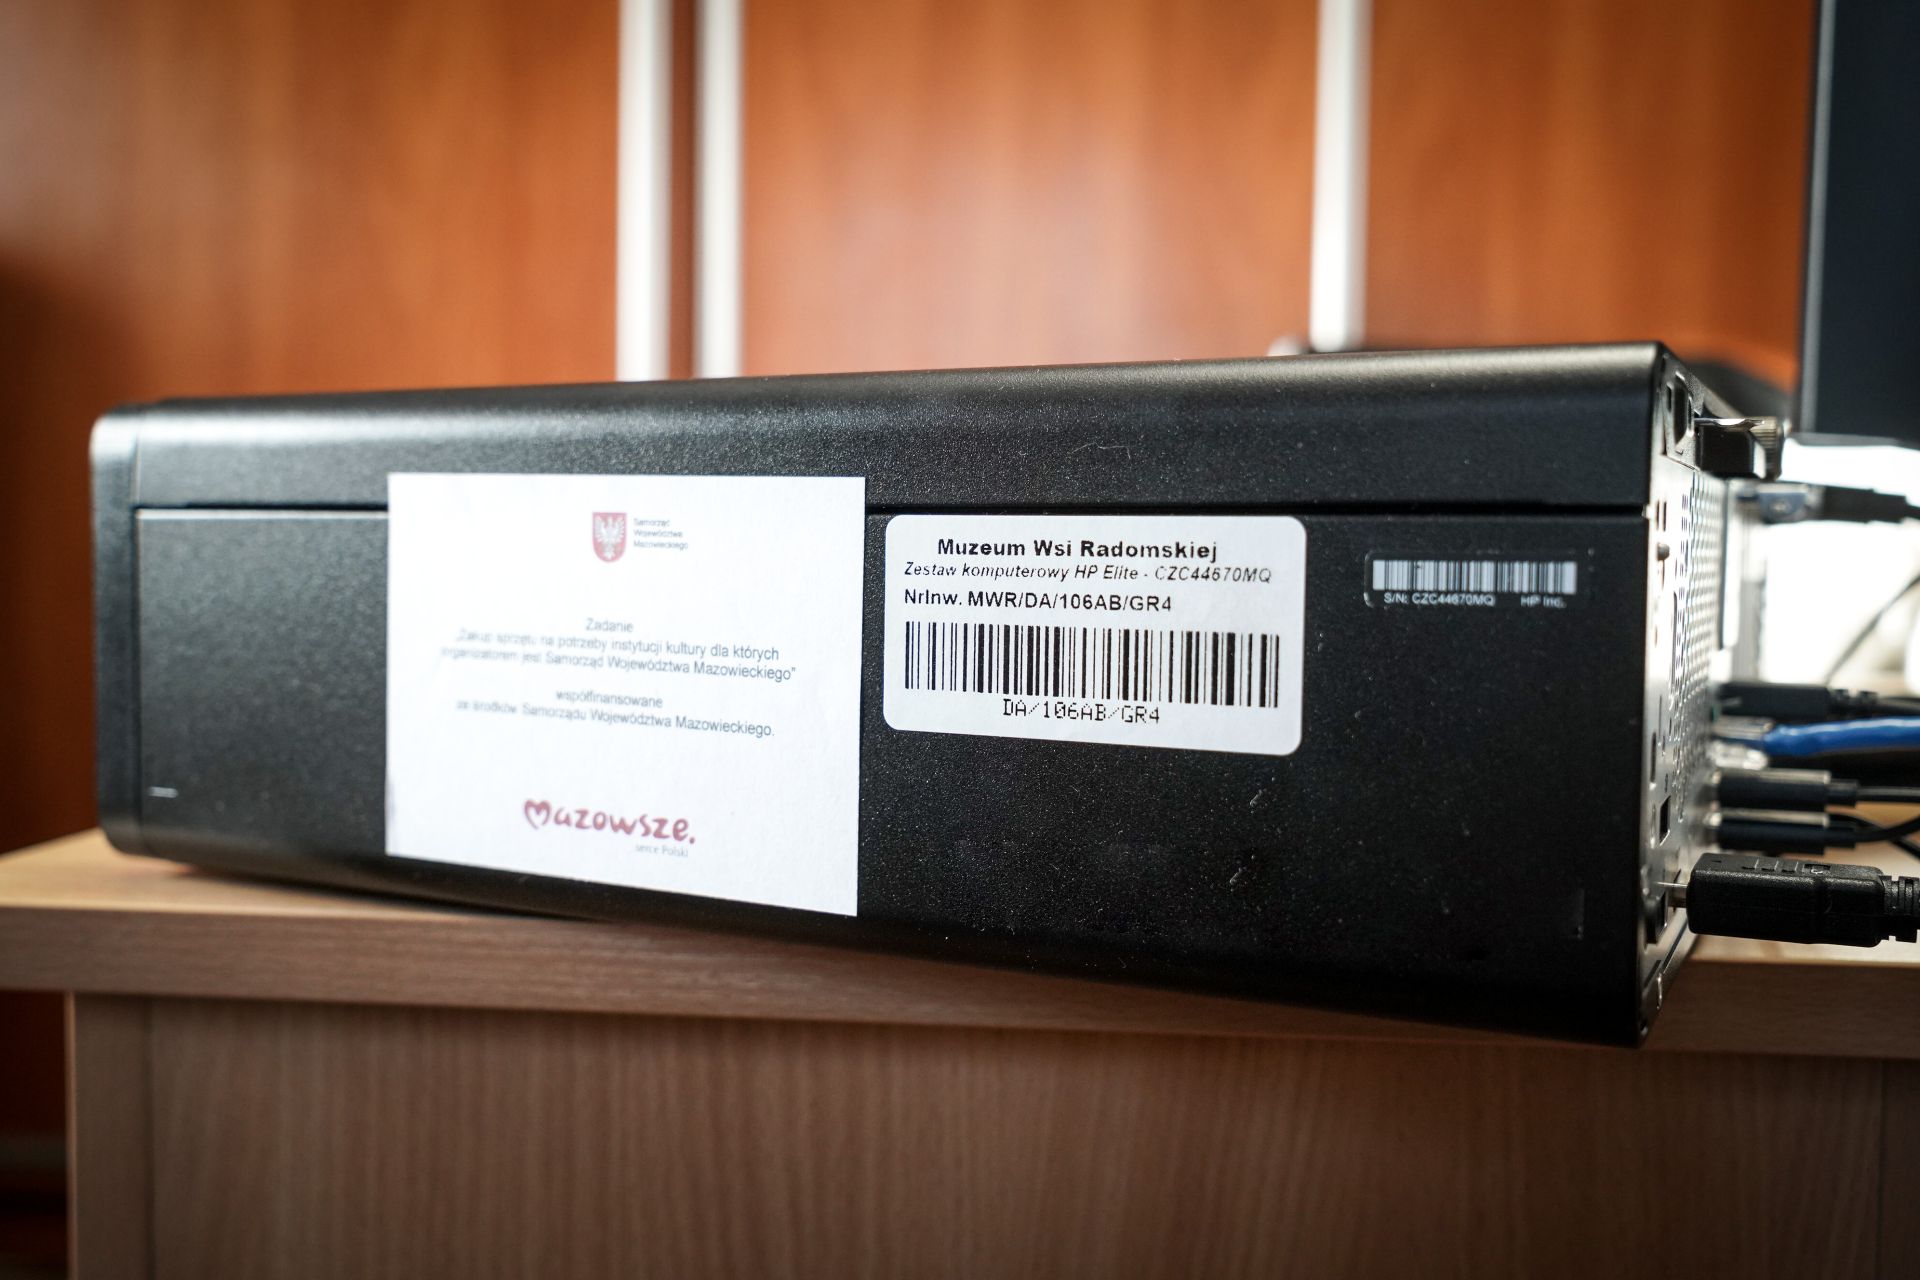 Samorząd
Województwa
Mazowieckiego
Zadanie
„Zakup sprzętu na potrzeby instytucji kultury dla których
organizatorem jest Samorząd Województwa Mazowieckiego”
współfinansowane
ze środków Samorządu Województwa Mazowieckiego.
Mazowsze.
serce Polski
Muzeum Wsi Radomskiej
Zestaw komputerowy HP Elite - CZC44670MQ
NrInw. MWR/DA/106AB/GR4
DA/106AB/GR4
S/N: CZC44670MQ HP Inc.